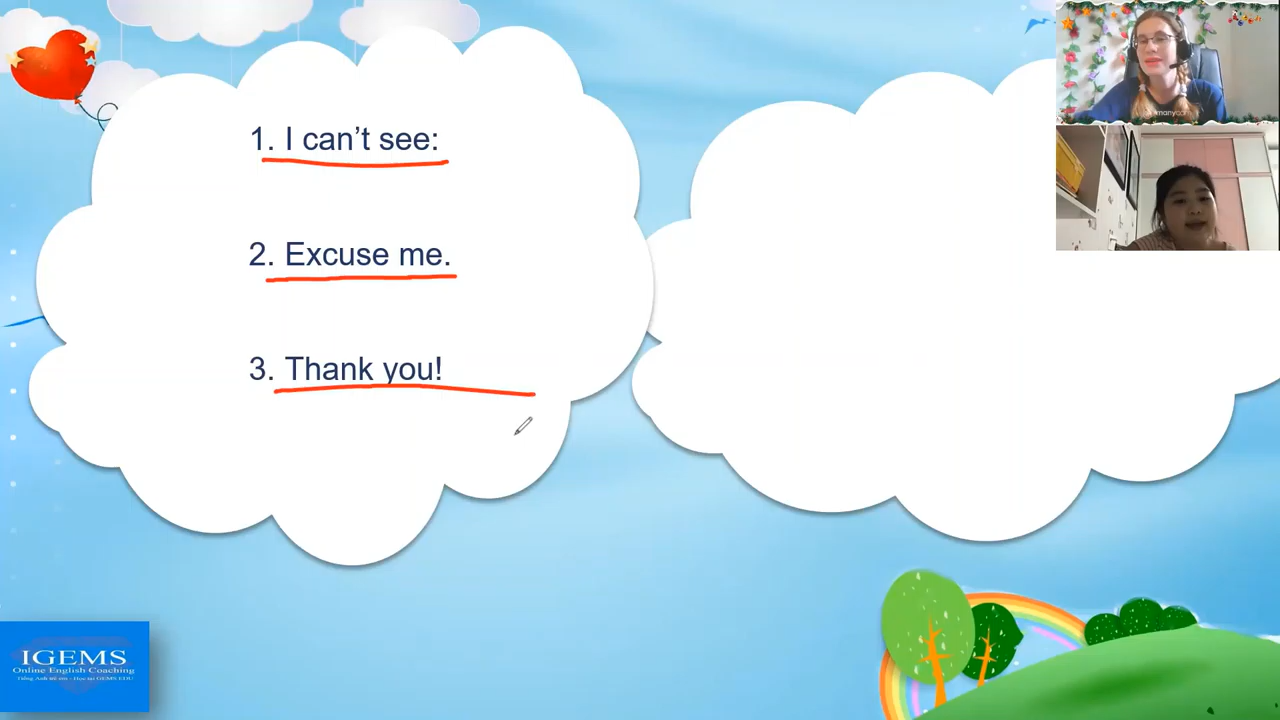 1. I can’t see:
2. Excuse me.
3. Thank you!
IGEMS
Online English Coaching